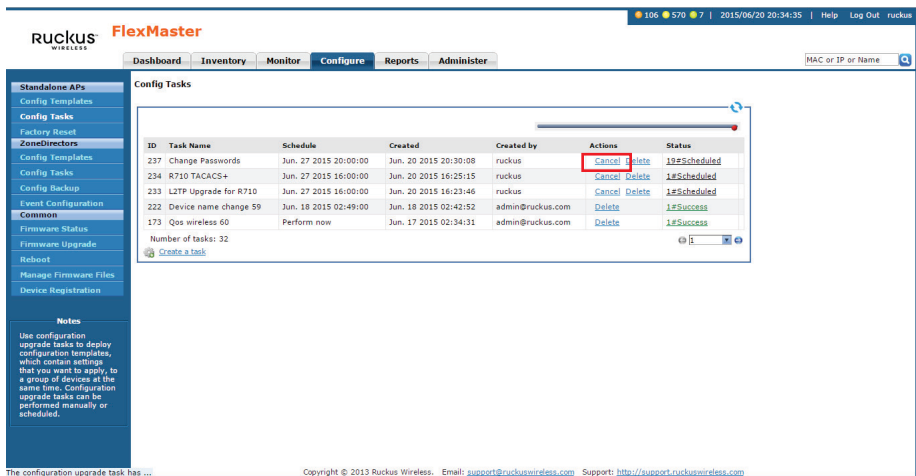 106 570 7 | 2015/06/20 20:34:35 | Help Log Out ruckus
RUCKUS WIRELESS FlexMaster
Dashboard Inventory Monitor Configure Reports Administer MAC or IP or Name
Standalone APs
Config Templates
Config Tasks
Factory Reset
ZoneDirectors
Config Templates
Config Tasks
Config Backup
Event Configuration
Common
Firmware Status
Firmware Upgrade
Reboot
Manage Firmware Files
Device Registration
Notes
Use configuration
upgrade tasks to deploy
configuration templates,
which contain settings
that you want to apply, to
a group of devices at the
same time. Configuration
upgrade tasks can be
performed manually or
scheduled.
Config Tasks
ID Task Name Schedule Created Created by Actions Status
237 Change Passwords Jun. 27 2015 20:00:00 Jun. 20 2015 20:30:08 ruckus Cancel Delete 19#Scheduled
234 R710 TACACS+ Jun. 27 2015 16:00:00 Jun. 20 2015 16:25:15 ruckus Cancel Delete 1#Scheduled
233 L2TP Upgrade for R710 Jun. 27 2015 16:00:00 Jun. 20 2015 16:23:46 ruckus Cancel Delete 1#Scheduled
222 Device name change 59 Jun. 18 2015 02:49:00 Jun. 18 2015 02:42:52 admin@ruckus.com Delete 1#Success
173 Qos wireless 60 Perform now Jun. 17 2015 02:34:31 admin@ruckus.com Delete 1#Success
Number of tasks: 32 1
Create a task
The configuration upgrade task has ... Copyright © 2013 Ruckus Wireless. Email: support@ruckuswireless.com Support: http://support.ruckuswireless.com